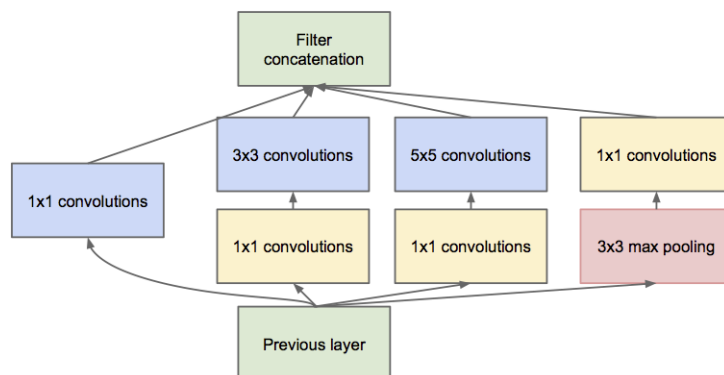 Filter
concatenation
3x3 convolutions
5x5 convolutions
1x1 convolutions
1x1 convolutions
1x1 convolutions
1x1 convolutions
3x3 max pooling
Previous layer